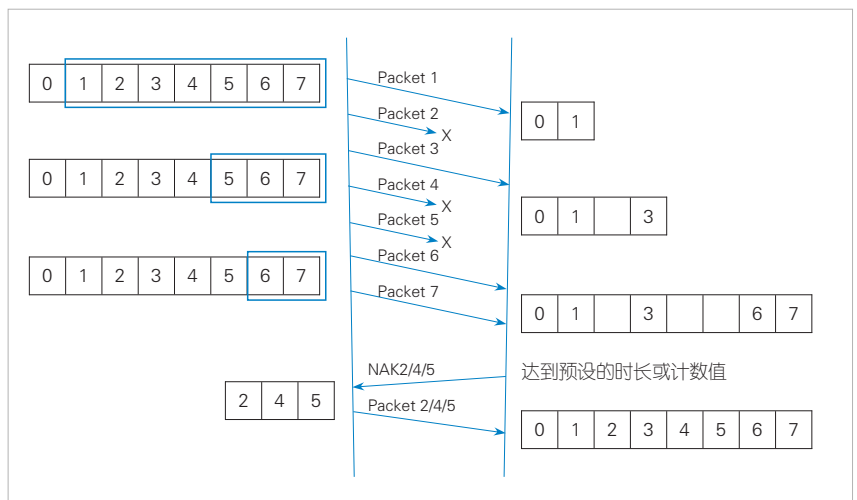 Packet 1
0 1 2 3 4 5 6 7
Packet 2
X
0 1
Packet 3
0 1 2 3 4 5 6 7
Packet 4
X
0 1 3
Packet 5
X
Packet 6
0 1 2 3 4 5 6 7
Packet 7
0 1 3 6 7
NAK2/4/5
达到预设的时长或计数值
2 4 5
Packet 2/4/5
0 1 2 3 4 5 6 7